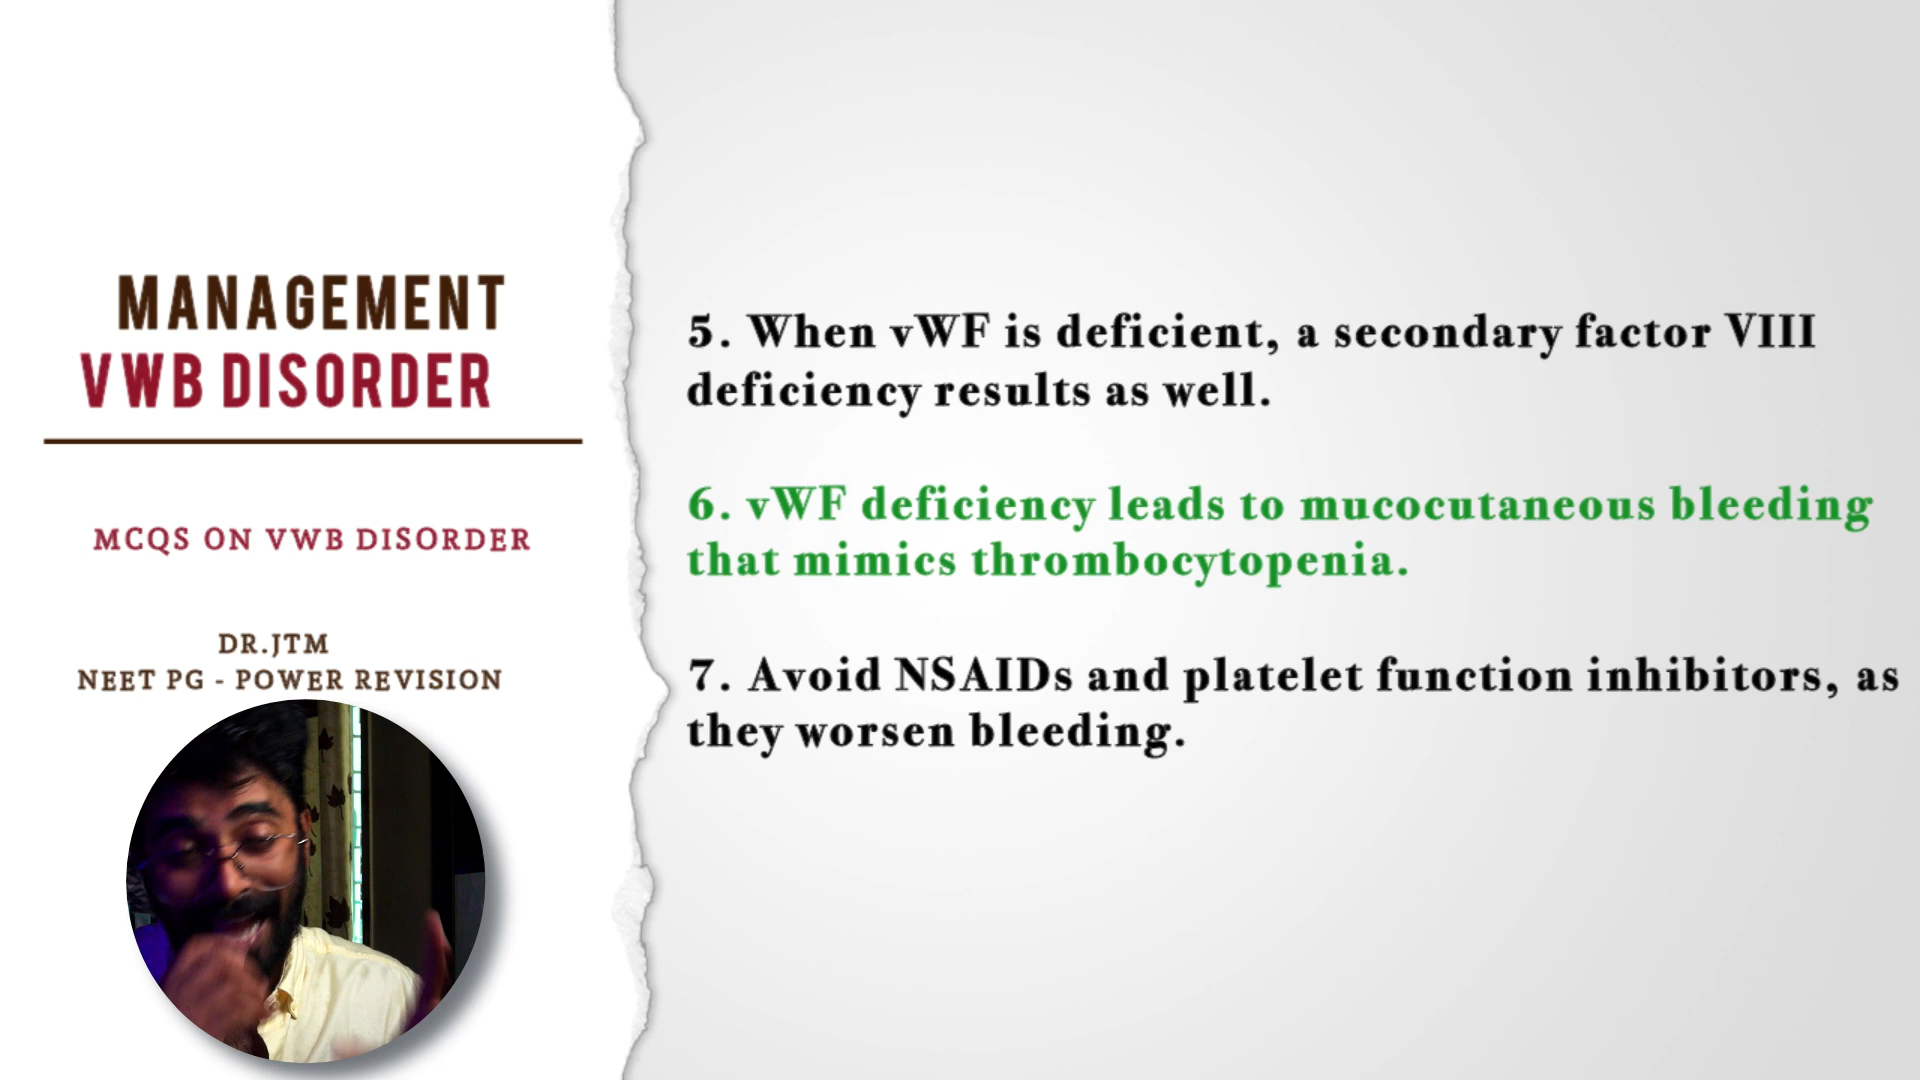 MANAGEMENT
VWB DISORDER
MCQS ON VWB DISORDER
DR.JTM
NEET PG - POWER REVISION
5. When vWF is deficient, a secondary factor VIII
deficiency results as well.
6. vWF deficiency leads to mucocutaneous bleeding
that mimics thrombocytopenia.
7. Avoid NSAIDs and platelet function inhibitors, as
they worsen bleeding.